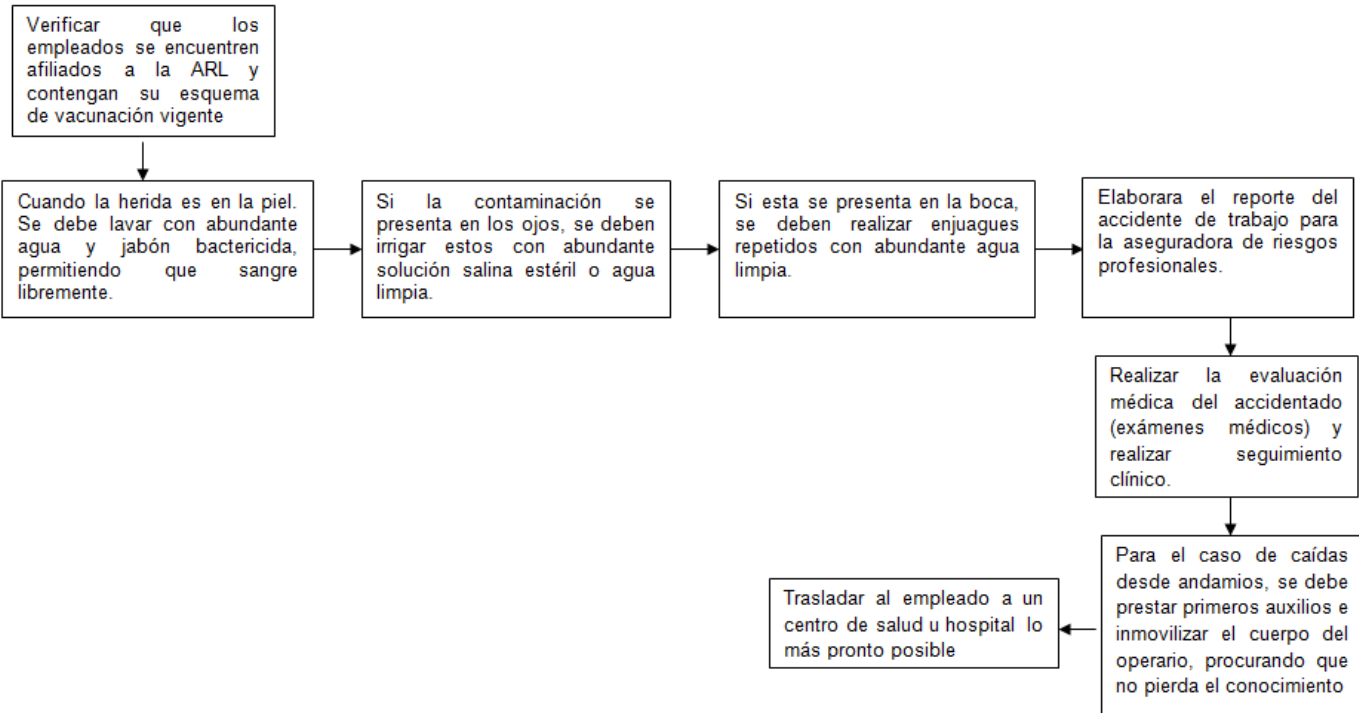 Verificar que los
empleados se encuentren
afiliados a la ARL y
contengan su esquema
de vacunación vigente
Cuando la herida es en la piel.
Se debe lavar con abundante
agua y jabón bactericida,
permitiendo que sangre
libremente.
Si la contaminación se
presenta en los ojos, se deben
irrigar estos con abundante
solución salina estéril o agua
limpia.
Si esta se presenta en la boca,
se deben realizar enjuagues
repetidos con abundante agua
limpia.
Elaborara el reporte del
accidente de trabajo para
la aseguradora de riesgos
profesionales.
Realizar la evaluación
médica del accidentado
(exámenes médicos) y
realizar seguimiento
clínico.
Para el caso de caídas
desde andamios, se debe
prestar primeros auxilios e
inmovilizar el cuerpo del
operario, procurando que
no pierda el conocimiento
Trasladar al empleado a un
centro de salud u hospital lo
más pronto posible